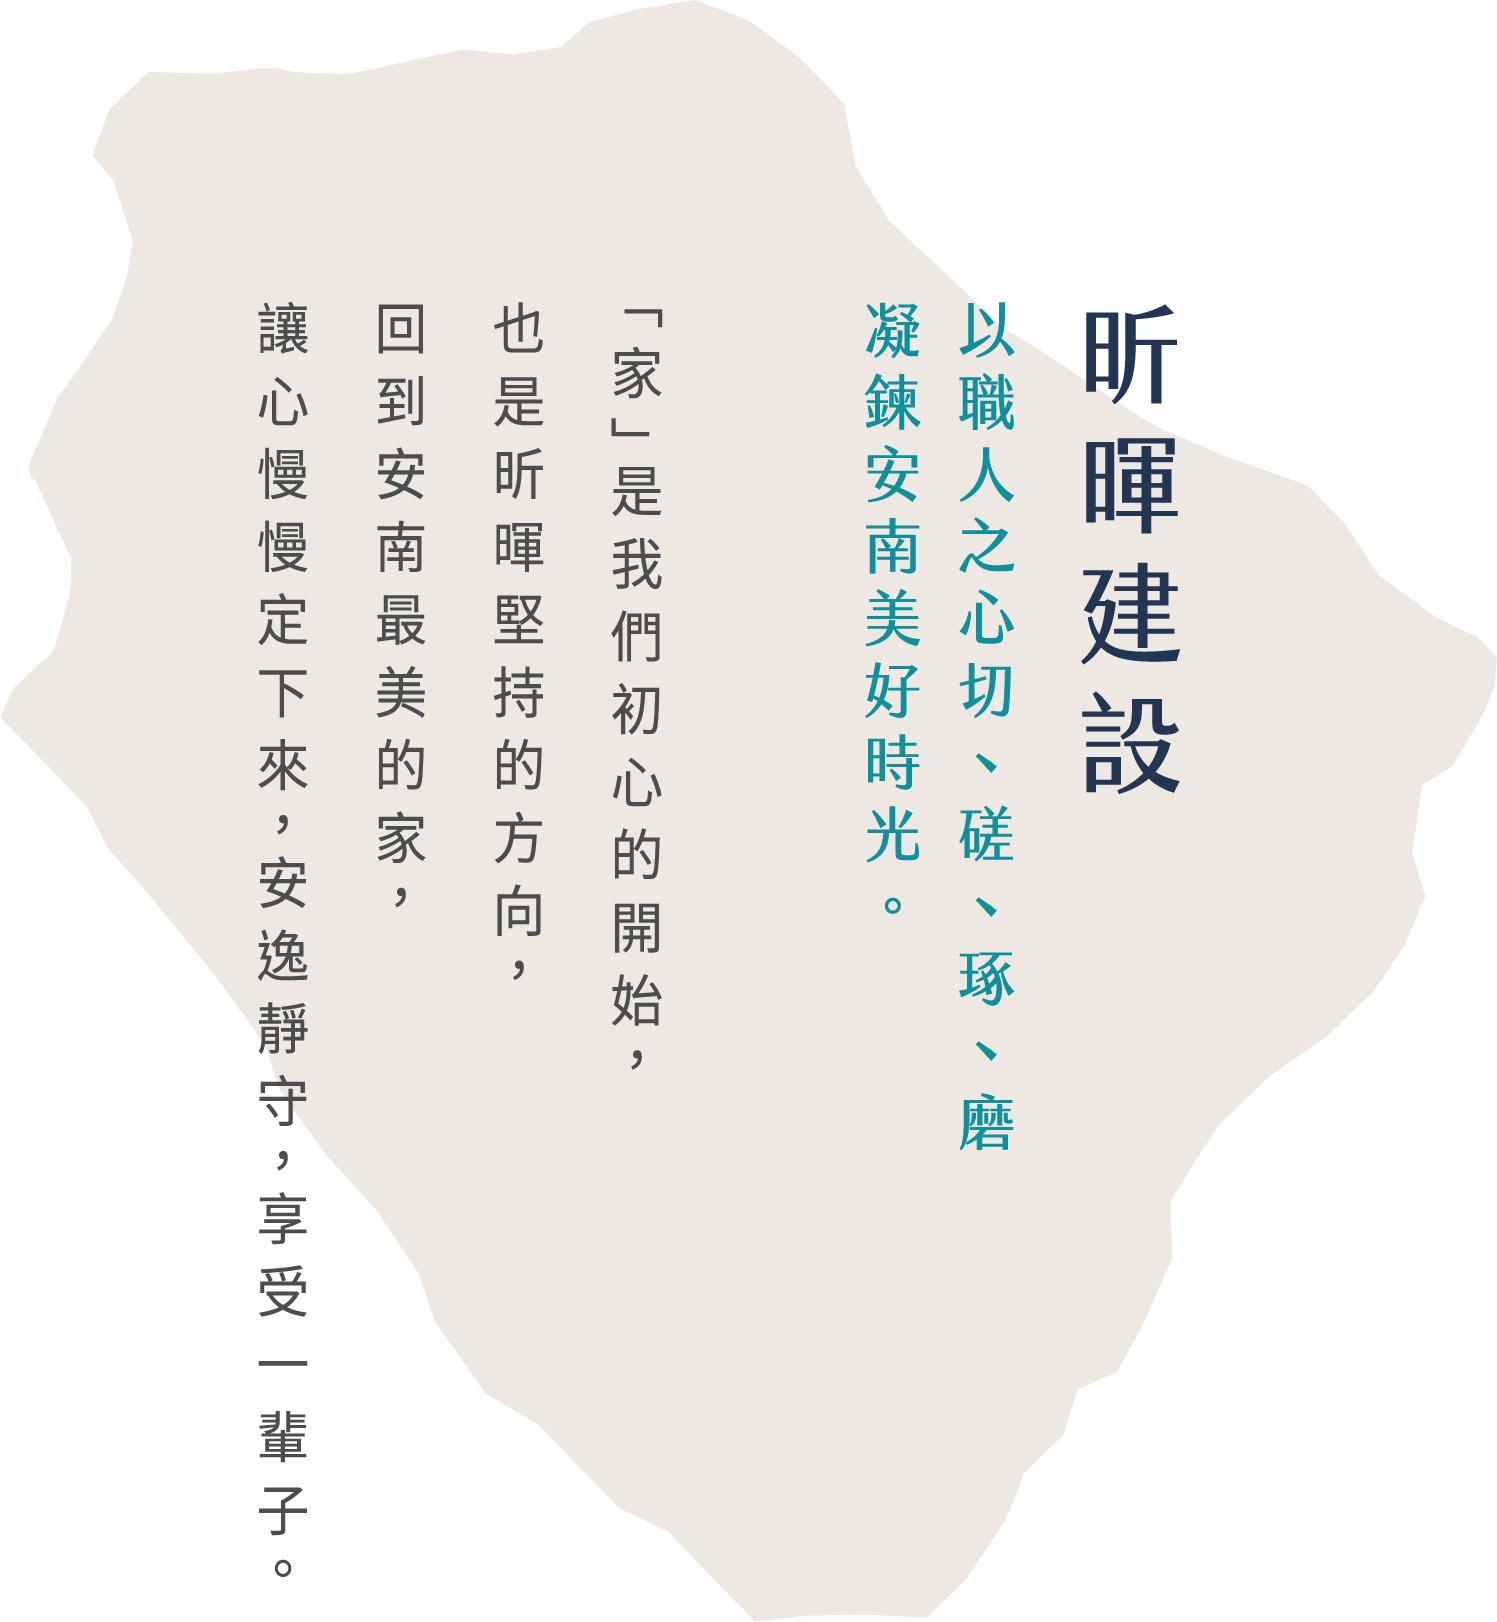 昕暉建設
以職人之心切、磋、琢、磨
凝鍊安南美好時光。
「家」是我們初心的開始，
也是昕暉堅持的方向，
回到安南最美的家，
讓心慢慢定下來，安逸靜守，享受一輩子。